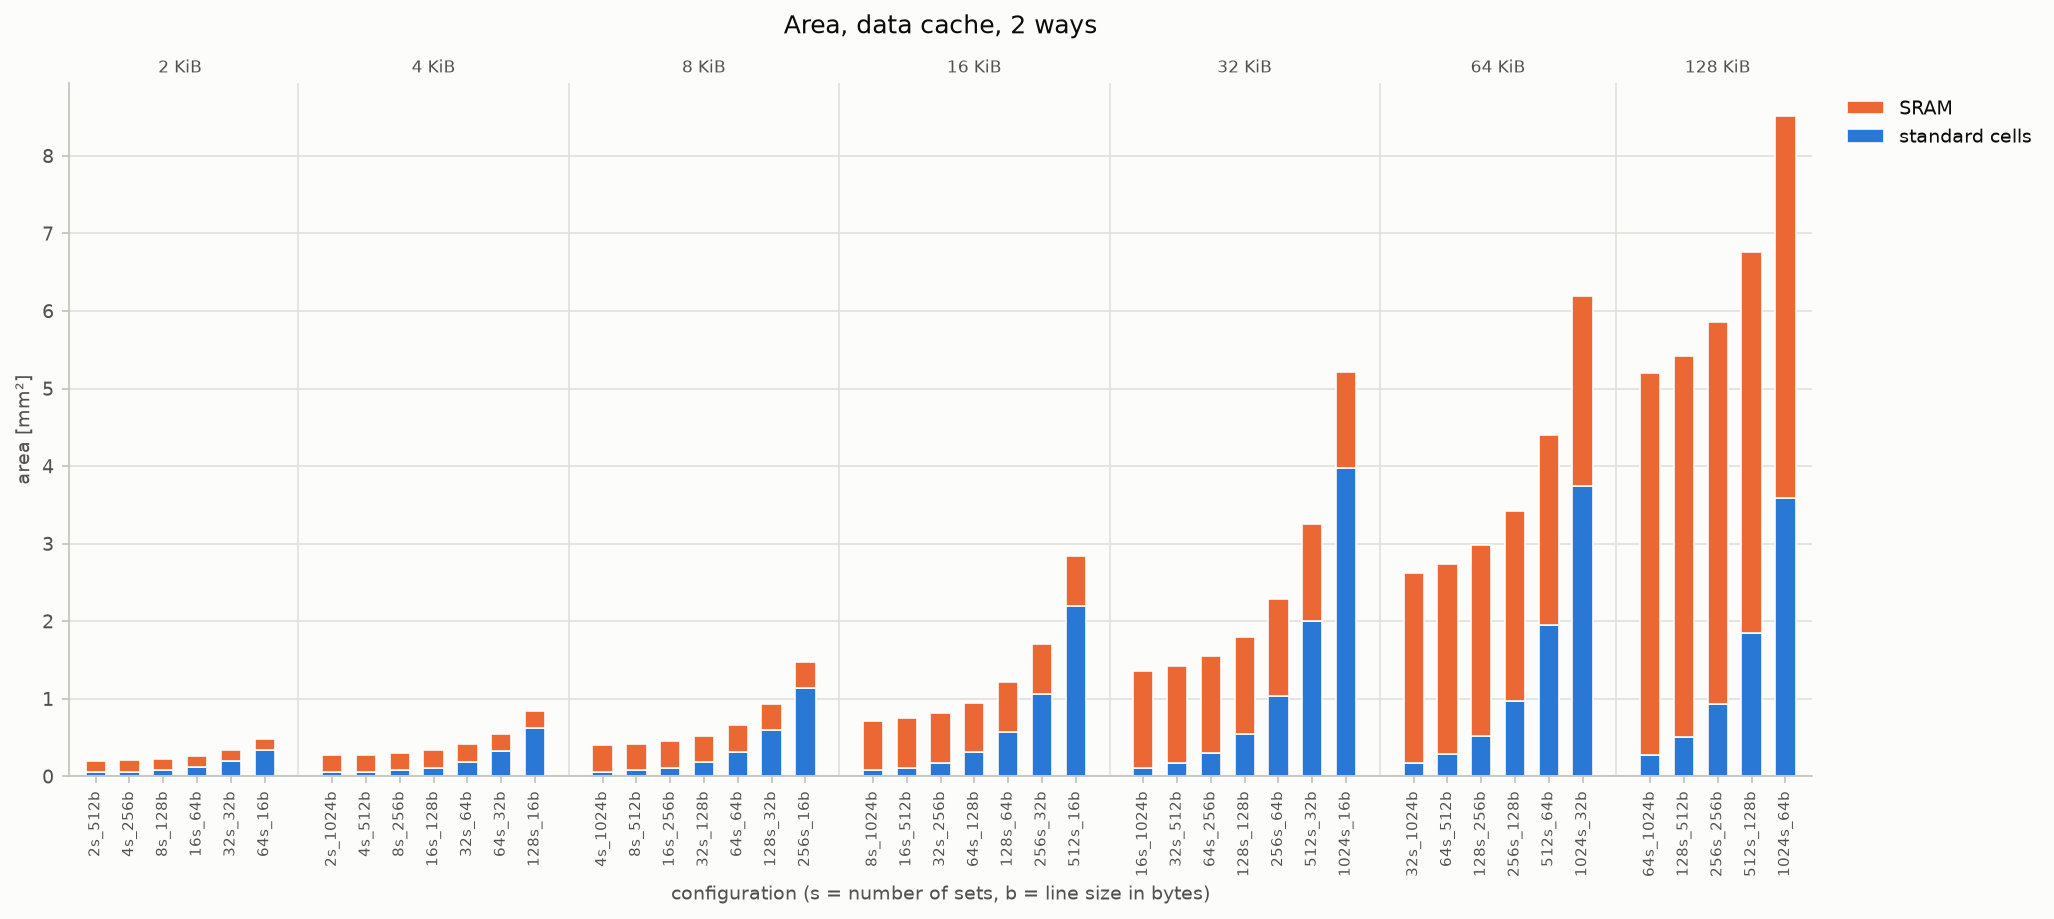 Area, data cache, 2 ways
2 KiB
4 KiB
8 KiB
16 KiB
32 KiB
64 KiB
128 KiB
SRAM
standard cells
area [mm²]
8
7
6
5
4
3
2
1
0
2s_512b
4s_256b
8s_128b
16s_64b
32s_32b
64s_16b
2s_1024b
4s_512b
8s_256b
16s_128b
32s_64b
64s_32b
128s_16b
4s_1024b
8s_512b
16s_256b
32s_128b
64s_64b
128s_32b
256s_16b
8s_1024b
16s_512b
32s_256b
64s_128b
128s_64b
256s_32b
512s_16b
16s_1024b
32s_512b
64s_256b
128s_128b
256s_64b
512s_32b
1024s_16b
32s_1024b
64s_512b
128s_256b
256s_128b
512s_64b
1024s_32b
64s_1024b
128s_512b
256s_256b
512s_128b
1024s_64b
configuration (s = number of sets, b = line size in bytes)